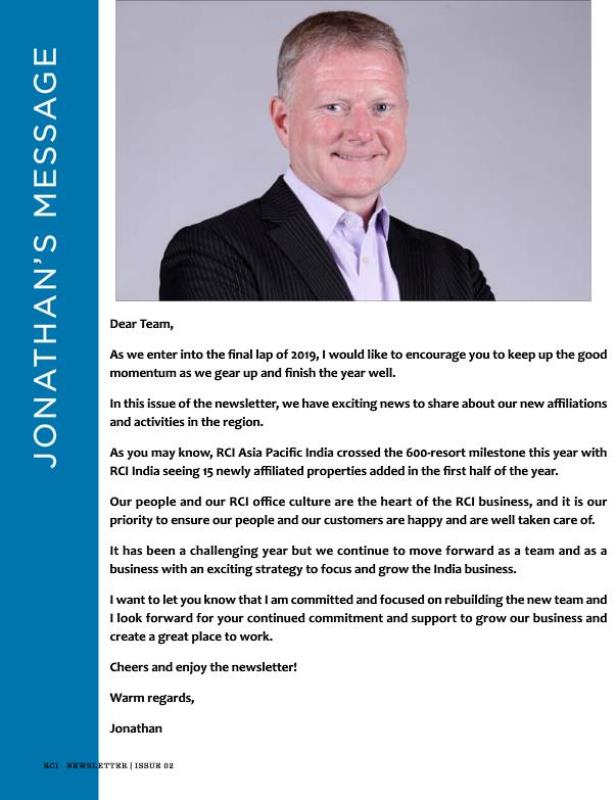 JONATHAN'S MESSAGE
Dear Team,
As we enter into the final lap of 2019, I would like to encourage you to keep up the good
momentum as we gear up and finish the year well.
In this issue of the newsletter, we have exciting news to share about our new affiliations
and activities in the region.
As you may know, RCI Asia Pacific India crossed the 600-resort milestone this year with
RCI India seeing 15 newly affiliated properties added in the first half of the year.
Our people and our RCI office culture are the heart of the RCI business, and it is our
priority to ensure our people and our customers are happy and are well taken care of.
It has been a challenging year but we continue to move forward as a team and as a
business with an exciting strategy to focus and grow the India business.
I want to let you know that I am committed and focused on rebuilding the new team and
I look forward for your continued commitment and support to grow our business and
create a great place to work.
Cheers and enjoy the newsletter!
Warm regards,
Jonathan
RCI NEWSLETTER | ISSUE 02